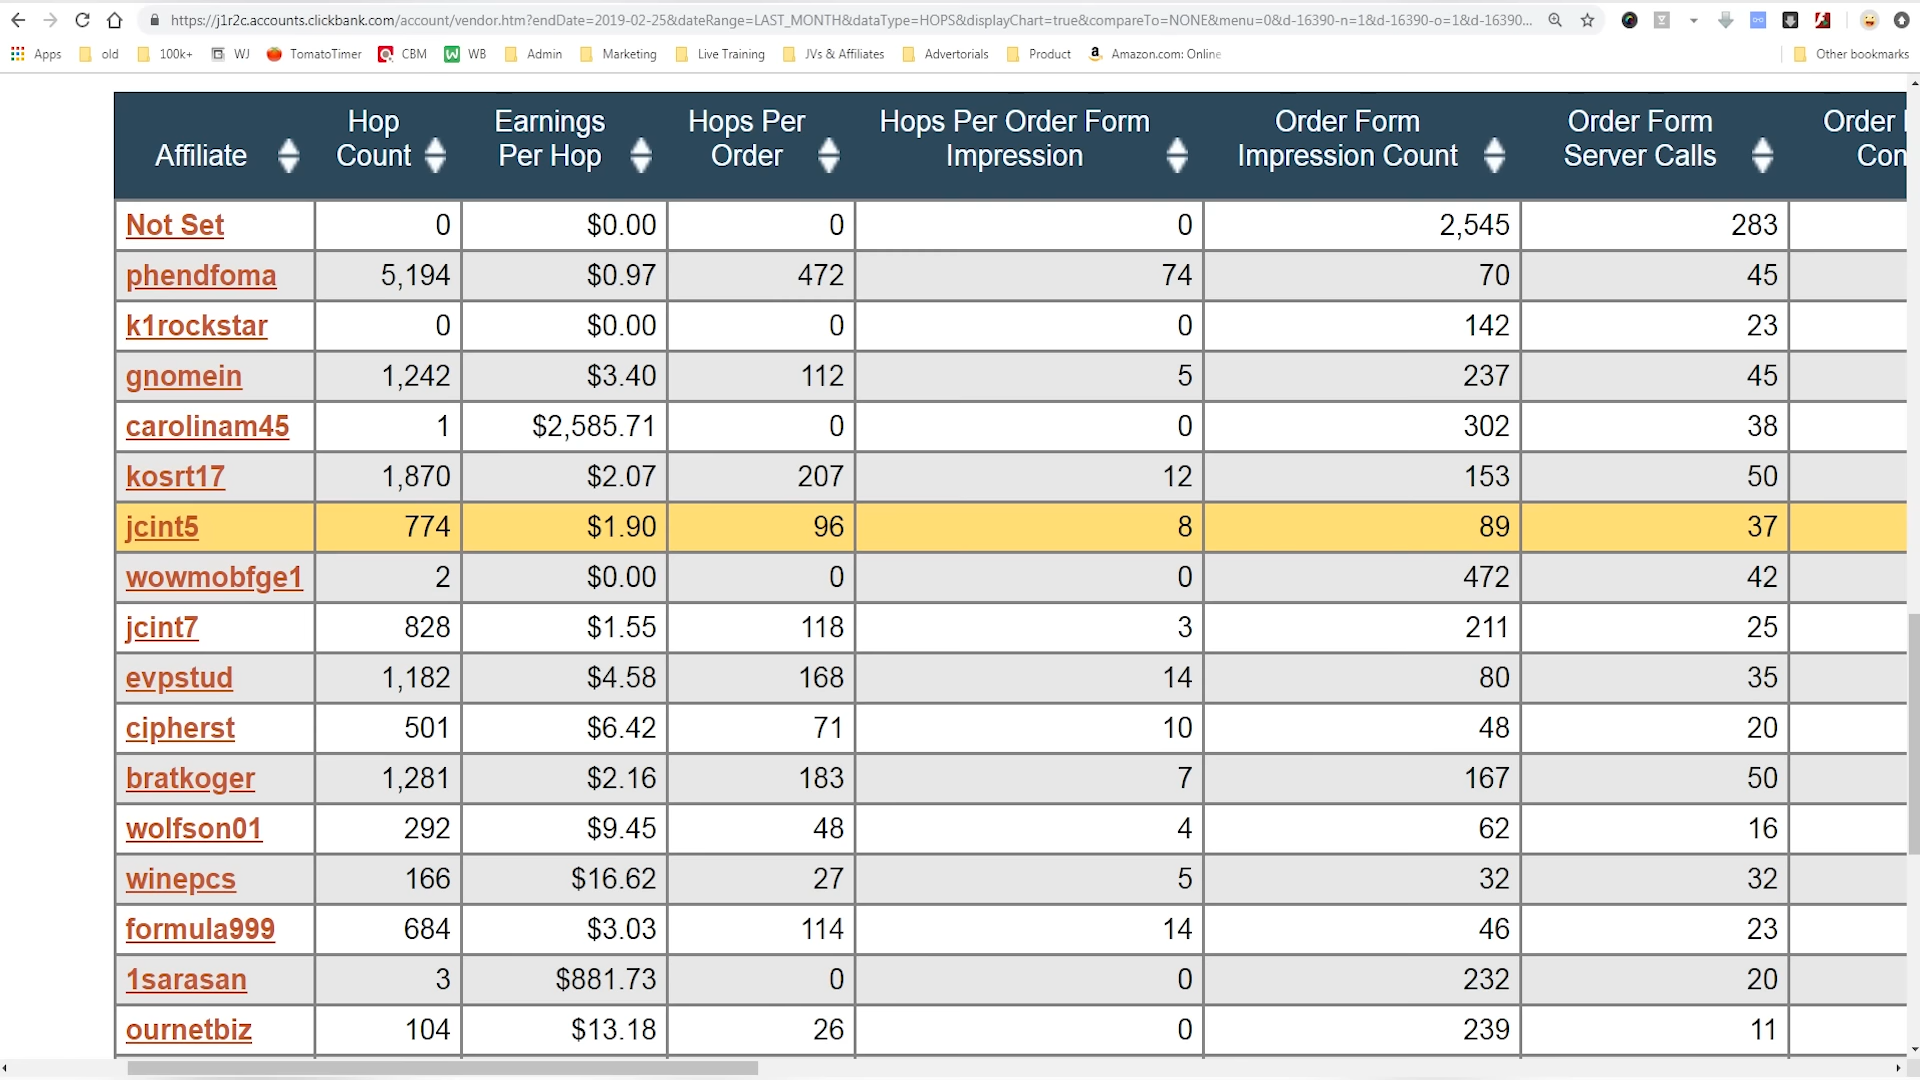 https://j1r2c.accounts.clickbank.com/account/vendor.htm?endDate=2019-02-25&dateRange=LAST_MONTH&dataType=HOPS&displayChart=true&compareTo=NONE&menu=0&d-16390-n=1&d-16390-o=1&d-16390...
Apps old 100k+ WJ TomatoTimer CBM WB Admin Marketing Live Training JVs & Affiliates Advertorials Product Amazon.com: Online Other bookmarks
Affiliate Hop Count Earnings Per Hop Hops Per Order Hops Per Order Form Impression Order Form Impression Count Order Form Server Calls Order Con
Not Set 0 $0.00 0 0 2,545 283
phendfoma 5,194 $0.97 472 74 70 45
k1rockstar 0 $0.00 0 0 142 23
gnomein 1,242 $3.40 112 5 237 45
carolinam45 1 $2,585.71 0 0 302 38
kosrt17 1,870 $2.07 207 12 153 50
jcint5 774 $1.90 96 8 89 37
wowmobfge1 2 $0.00 0 0 472 42
jcint7 828 $1.55 118 3 211 25
evpstud 1,182 $4.58 168 14 80 35
cipherst 501 $6.42 71 10 48 20
bratkoger 1,281 $2.16 183 7 167 50
wolfson01 292 $9.45 48 4 62 16
winepcs 166 $16.62 27 5 32 32
formula999 684 $3.03 114 14 46 23
1sarasan 3 $881.73 0 0 232 20
ournetbiz 104 $13.18 26 0 239 11